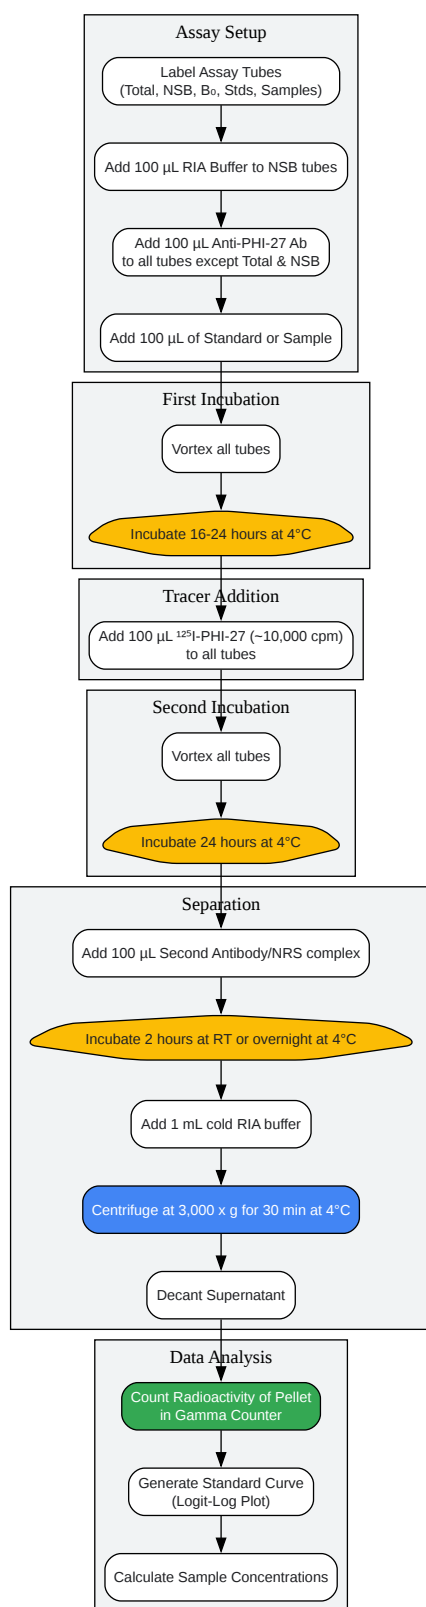 Assay Setup
Label Assay Tubes
(Total, NSB, B₀, Stds, Samples)
Add 100 µL RIA Buffer to NSB tubes
Add 100 µL Anti-PHI-27 Ab
to all tubes except Total & NSB
Add 100 µL of Standard or Sample
First Incubation
Vortex all tubes
Incubate 16-24 hours at 4°C
Tracer Addition
Add 100 µL ¹²⁵I-PHI-27 (~10,000 cpm)
to all tubes
Second Incubation
Vortex all tubes
Incubate 24 hours at 4°C
Separation
Add 100 µL Second Antibody/NRS complex
Incubate 2 hours at RT or overnight at 4°C
Add 1 mL cold RIA buffer
Centrifuge at 3,000 x g for 30 min at 4°C
Decant Supernatant
Data Analysis
Count Radioactivity of Pellet
in Gamma Counter
Generate Standard Curve
(Logit-Log Plot)
Calculate Sample Concentrations